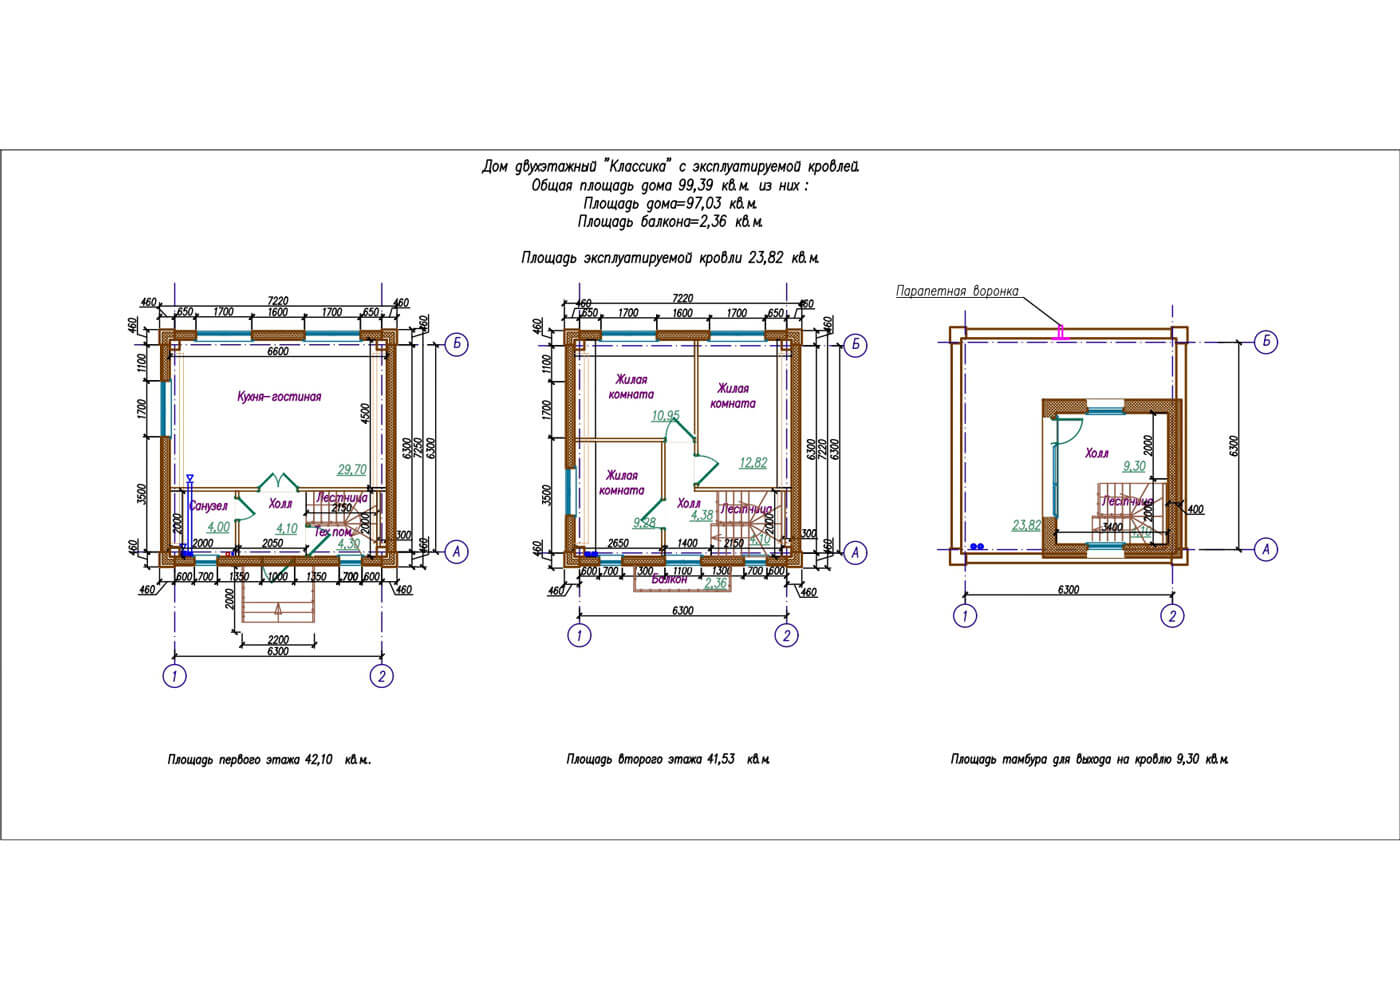 Дом двухэтажный "Классика" с эксплуатируемой кровлей.
Общая площадь дома 99,39 кв.м. из них :
Площадь дома=97,03 кв.м.
Площадь балкона=2,36 кв.м.
Площадь эксплуатируемой кровли 23,82 кв.м.
460 7220 460
650 1700 1600 1700 650
460
460
Б
6600
1100
1700
3500
Кухня-гостиная
4500
6300
7250
6300
29,70
Санузел
Холл
Лестница
2150
4,00
4,10
Тех.пом.
4,30
2000
2000
2000
2050
300
460
460
А
600 700 1350 1000 1350 700 600
460
460
2000
2200
6300
1
2
Площадь первого этажа 42,10 кв.м..
460 7220 460
650 1700 1600 1700 650
460
460
Б
1100
1700
3500
Жилая
комната
10,95
Жилая
комната
12,82
Жилая
комната
9,28
Холл
4,38
Лестница
4,10
6300
7220
6300
2000
2650 1400 2150
300
460
460
А
600 700 300 1100 1300 700 600
Балкон
2,36
460
460
6300
1
2
Площадь второго этажа 41,53 кв.м.
Парапетная воронка
Б
Холл
9,30
2000
6300
Лестница
2000
400
23,82
3400
А
6300
1
2
Площадь тамбура для выхода на кровлю 9,30 кв.м.